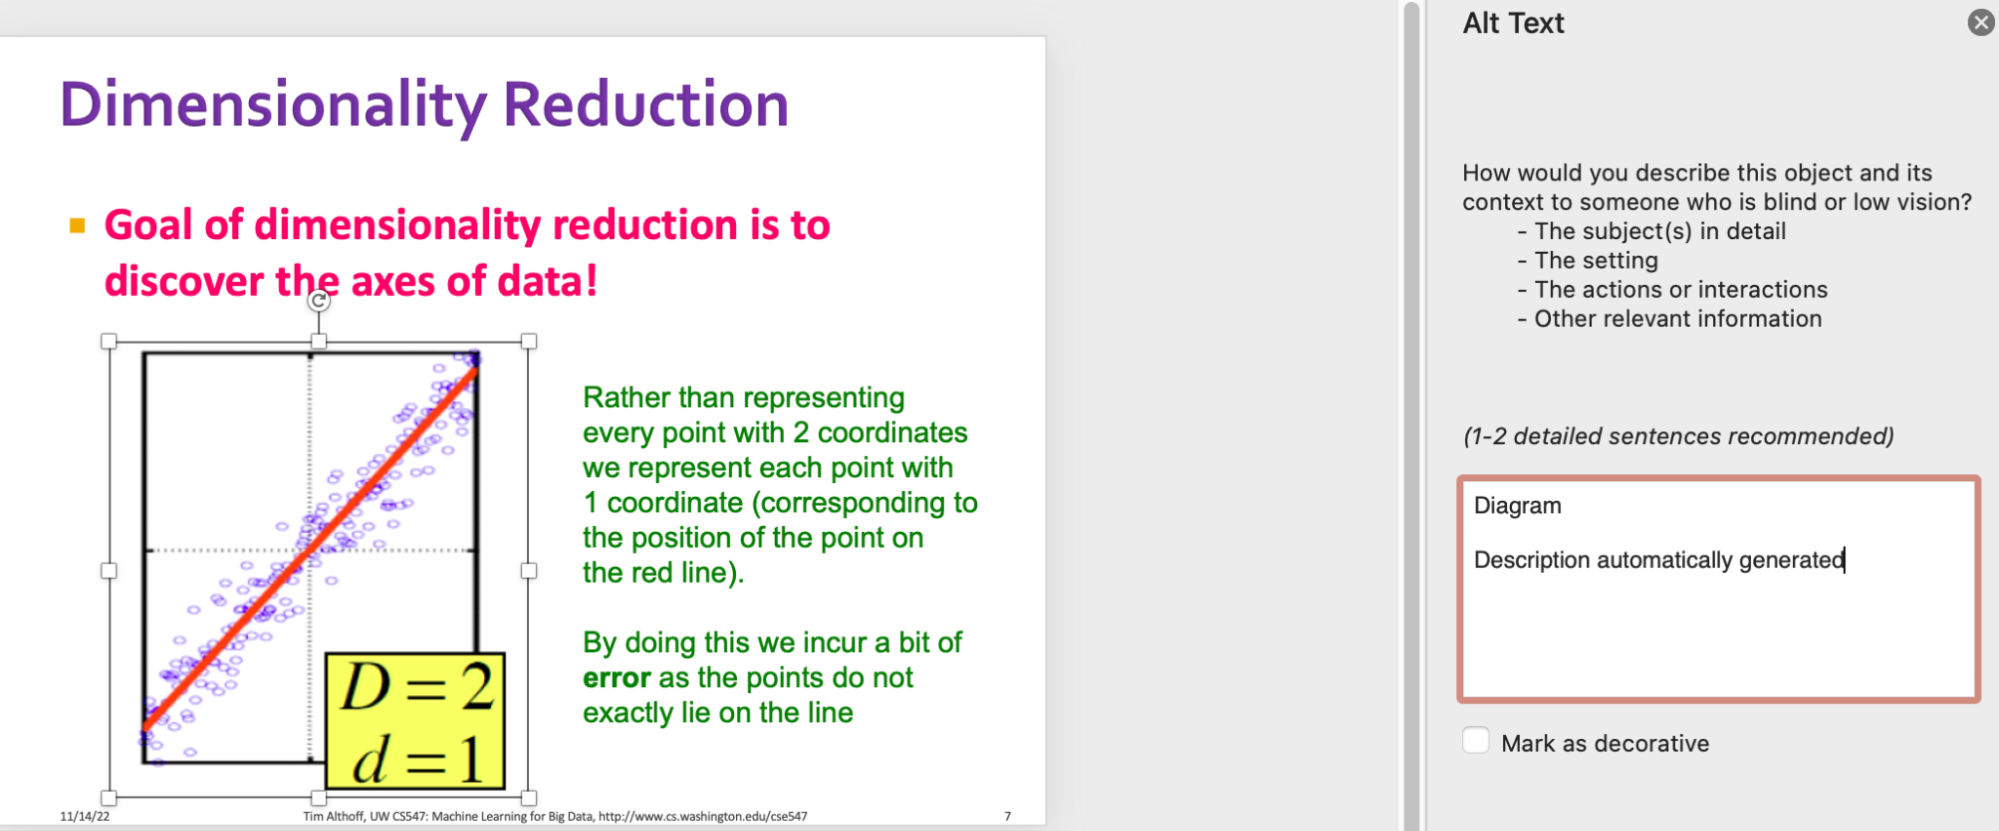 Dimensionality Reduction
Goal of dimensionality reduction is to
discover the axes of data!
D = 2
d = 1
Rather than representing
every point with 2 coordinates
we represent each point with
1 coordinate (corresponding to
the position of the point on
the red line).
By doing this we incur a bit of
error as the points do not
exactly lie on the line
11/14/22
Tim Althoff, UW CS547: Machine Learning for Big Data, http://www.cs.washington.edu/cse547
7
Alt Text
How would you describe this object and its
context to someone who is blind or low vision?
- The subject(s) in detail
- The setting
- The actions or interactions
- Other relevant information
(1-2 detailed sentences recommended)
Diagram
Description automatically generated
Mark as decorative